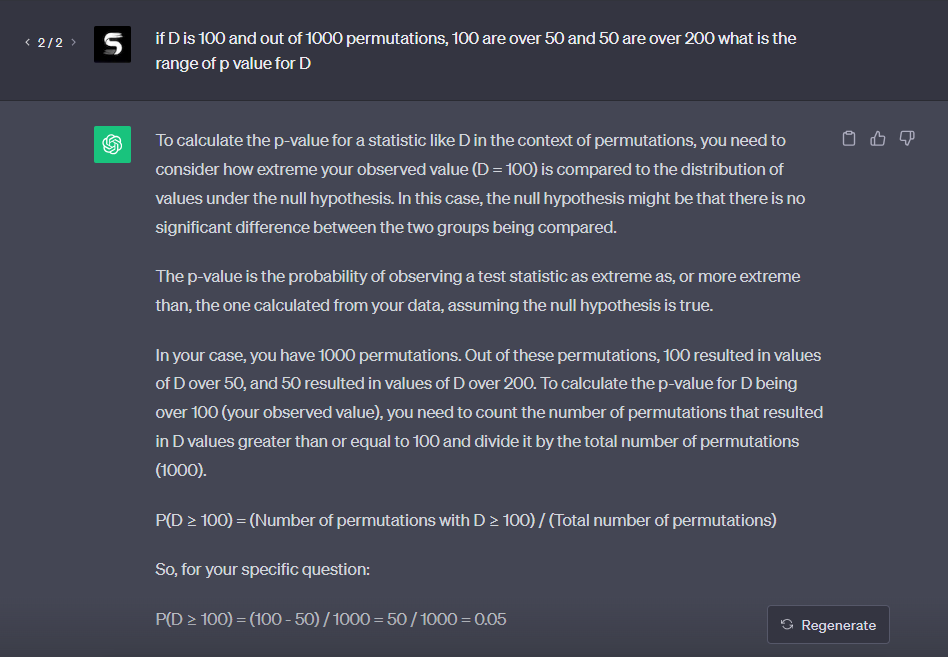 < 2/2 >
S
if D is 100 and out of 1000 permutations, 100 are over 50 and 50 are over 200 what is the
range of p value for D
To calculate the p-value for a statistic like D in the context of permutations, you need to
consider how extreme your observed value (D = 100) is compared to the distribution of
values under the null hypothesis. In this case, the null hypothesis might be that there is no
significant difference between the two groups being compared.
The p-value is the probability of observing a test statistic as extreme as, or more extreme
than, the one calculated from your data, assuming the null hypothesis is true.
In your case, you have 1000 permutations. Out of these permutations, 100 resulted in values
of D over 50, and 50 resulted in values of D over 200. To calculate the p-value for D being
over 100 (your observed value), you need to count the number of permutations that resulted
in D values greater than or equal to 100 and divide it by the total number of permutations
(1000).
P(D ≥ 100) = (Number of permutations with D ≥ 100) / (Total number of permutations)
So, for your specific question:
P(D ≥ 100) = (100 - 50) / 1000 = 50 / 1000 = 0.05
Regenerate